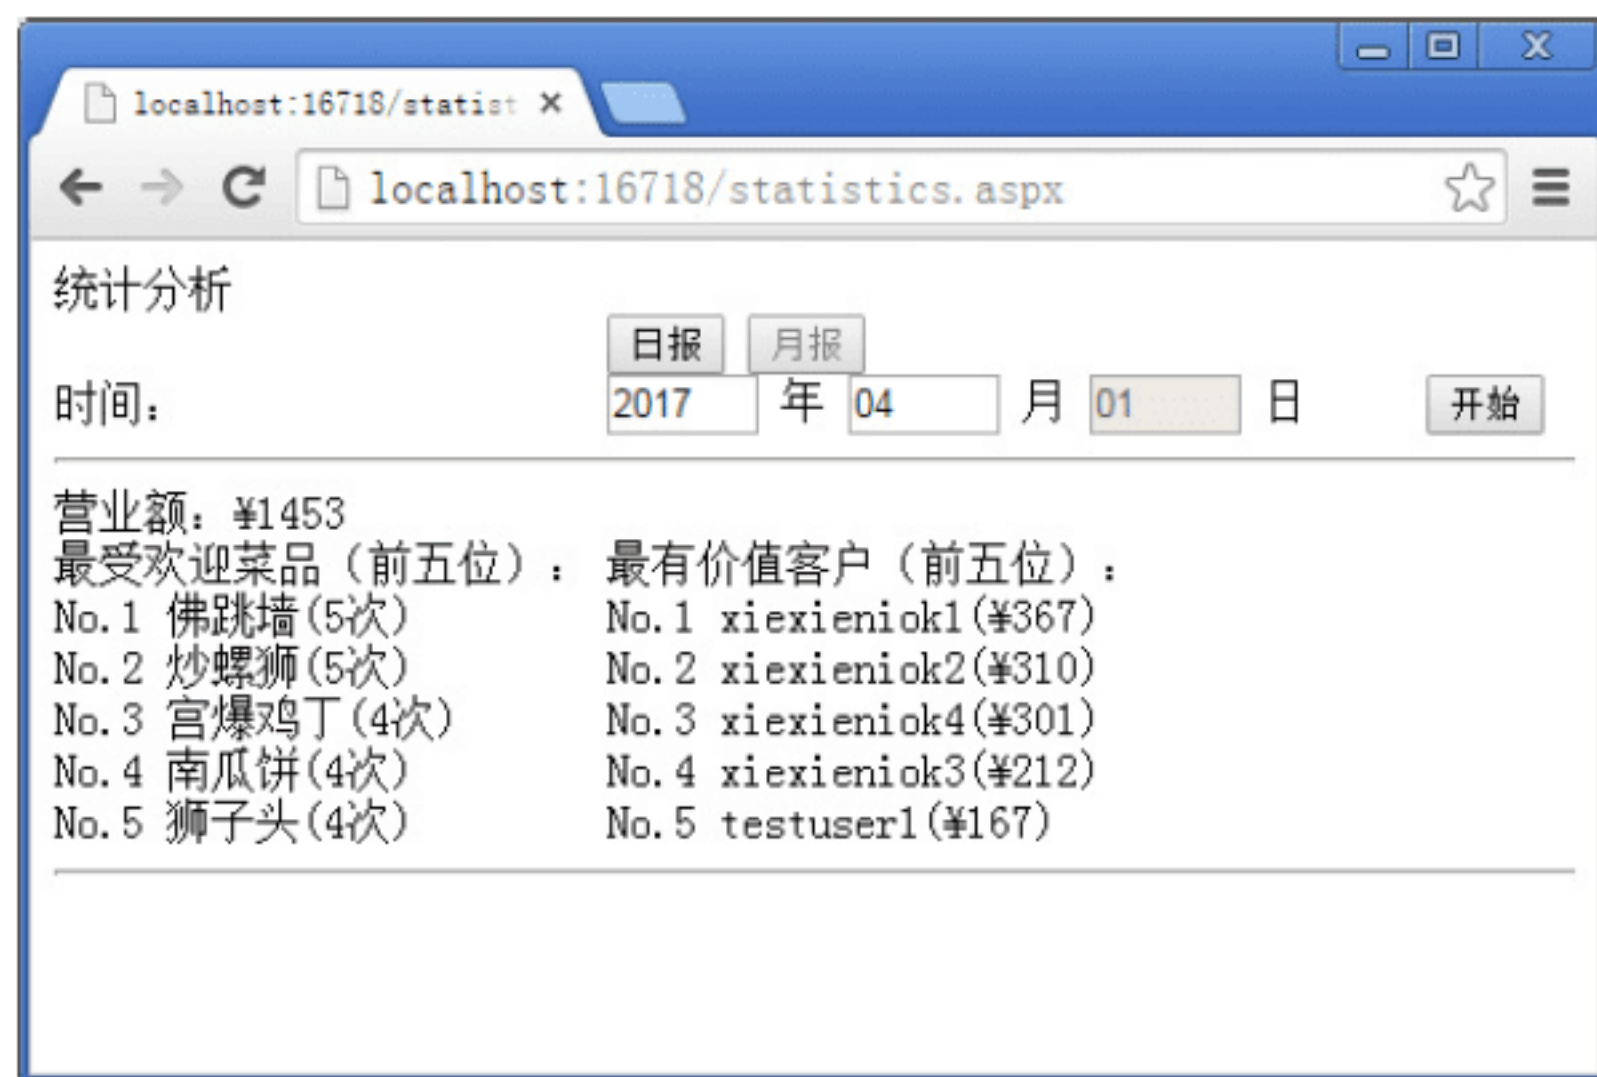 localhost:16718/statist
localhost:16718/statistics.aspx
统计分析
日报 月报
时间： 2017 年 04 月 01 日 开始
营业额：¥1453
最受欢迎菜品（前五位）： 最有价值客户（前五位）：
No.1 佛跳墙(5次) No.1 xiexieniok1(¥367)
No.2 炒螺狮(5次) No.2 xiexieniok2(¥310)
No.3 宫爆鸡丁(4次) No.3 xiexieniok4(¥301)
No.4 南瓜饼(4次) No.4 xiexieniok3(¥212)
No.5 狮子头(4次) No.5 testuser1(¥167)